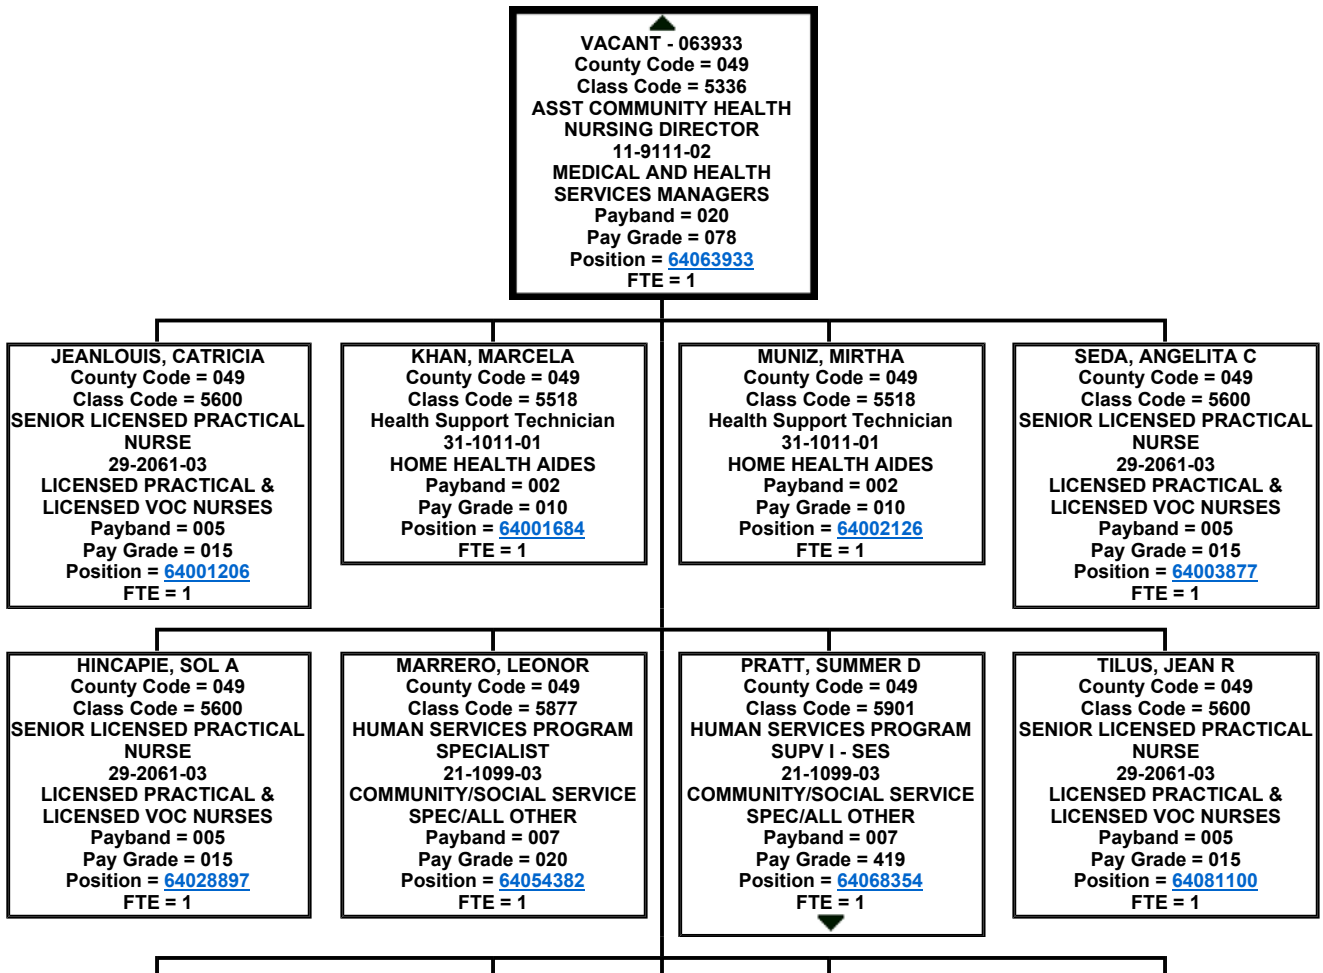 VACANT - 063933
County Code = 049
Class Code = 5336
ASST COMMUNITY HEALTH
NURSING DIRECTOR
11-9111-02
MEDICAL AND HEALTH
SERVICES MANAGERS
Payband = 020
Pay Grade = 078
Position = 64063933
FTE = 1
JEANLOUIS, CATRICIA
County Code = 049
Class Code = 5600
SENIOR LICENSED PRACTICAL
NURSE
29-2061-03
LICENSED PRACTICAL &
LICENSED VOC NURSES
Payband = 005
Pay Grade = 015
Position = 64001206
FTE = 1
KHAN, MARCELA
County Code = 049
Class Code = 5518
Health Support Technician
31-1011-01
HOME HEALTH AIDES
Payband = 002
Pay Grade = 010
Position = 64001684
FTE = 1
MUNIZ, MIRTHA
County Code = 049
Class Code = 5518
Health Support Technician
31-1011-01
HOME HEALTH AIDES
Payband = 002
Pay Grade = 010
Position = 64002126
FTE = 1
SEDA, ANGELITA C
County Code = 049
Class Code = 5600
SENIOR LICENSED PRACTICAL
NURSE
29-2061-03
LICENSED PRACTICAL &
LICENSED VOC NURSES
Payband = 005
Pay Grade = 015
Position = 64003877
FTE = 1
HINCAPIE, SOL A
County Code = 049
Class Code = 5600
SENIOR LICENSED PRACTICAL
NURSE
29-2061-03
LICENSED PRACTICAL &
LICENSED VOC NURSES
Payband = 005
Pay Grade = 015
Position = 64028897
FTE = 1
MARRERO, LEONOR
County Code = 049
Class Code = 5877
HUMAN SERVICES PROGRAM
SPECIALIST
21-1099-03
COMMUNITY/SOCIAL SERVICE
SPEC/ALL OTHER
Payband = 007
Pay Grade = 020
Position = 64054382
FTE = 1
PRATT, SUMMER D
County Code = 049
Class Code = 5901
HUMAN SERVICES PROGRAM
SUPV I - SES
21-1099-03
COMMUNITY/SOCIAL SERVICE
SPEC/ALL OTHER
Payband = 007
Pay Grade = 419
Position = 64068354
FTE = 1
TILUS, JEAN R
County Code = 049
Class Code = 5600
SENIOR LICENSED PRACTICAL
NURSE
29-2061-03
LICENSED PRACTICAL &
LICENSED VOC NURSES
Payband = 005
Pay Grade = 015
Position = 64081100
FTE = 1